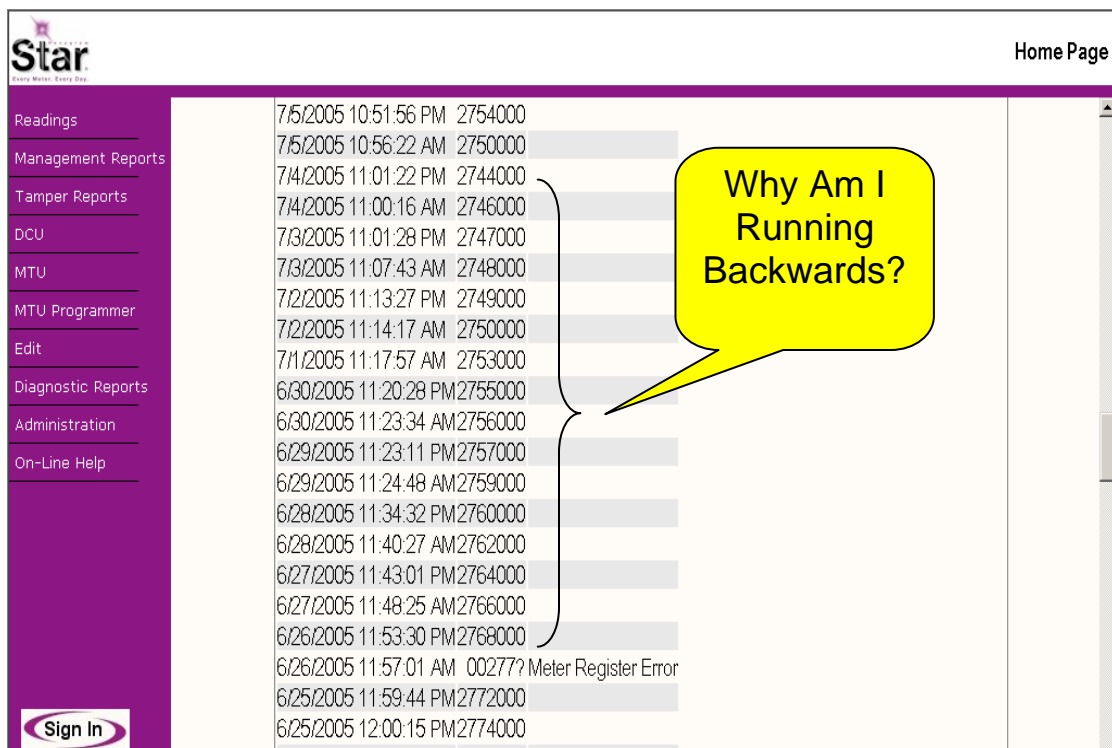 Star
Every Meter. Every Day.
Home Page
Readings
Management Reports
Tamper Reports
DCU
MTU
MTU Programmer
Edit
Diagnostic Reports
Administration
On-Line Help
Sign In
7/5/2005 10:51:56 PM 2754000
7/5/2005 10:56:22 AM 2750000
7/4/2005 11:01:22 PM 2744000
7/4/2005 11:00:16 AM 2746000
7/3/2005 11:01:28 PM 2747000
7/3/2005 11:07:43 AM 2748000
7/2/2005 11:13:27 PM 2749000
7/2/2005 11:14:17 AM 2750000
7/1/2005 11:17:57 AM 2753000
6/30/2005 11:20:28 PM 2755000
6/30/2005 11:23:34 AM 2756000
6/29/2005 11:23:11 PM 2757000
6/29/2005 11:24:48 AM 2759000
6/28/2005 11:34:32 PM 2760000
6/28/2005 11:40:27 AM 2762000
6/27/2005 11:43:01 PM 2764000
6/27/2005 11:48:25 AM 2766000
6/26/2005 11:53:30 PM 2768000
6/26/2005 11:57:01 AM 00277? Meter Register Error
6/25/2005 11:59:44 PM 2772000
6/25/2005 12:00:15 PM 2774000
Why Am I
Running
Backwards?